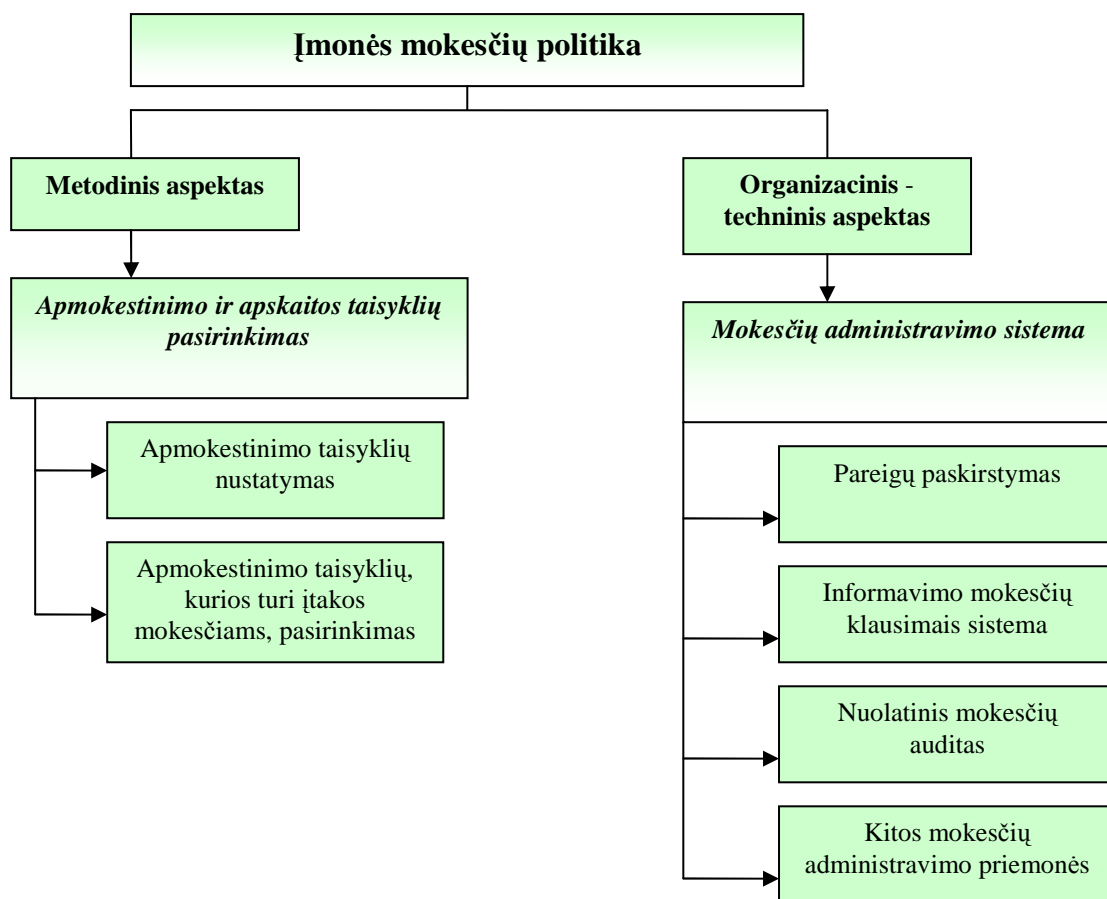 Įmonės mokesčių politika
Metodinis aspektas
Organizacinis -
techninis aspektas
Apmokestinimo ir apskaitos taisyklių
pasirinkimas
Mokesčių administravimo sistema
Apmokestinimo taisyklių
nustatymas
Apmokestinimo taisyklių,
kurios turi įtakos
mokesčiams, pasirinkimas
Pareigų paskirstymas
Informavimo mokesčių
klausimais sistema
Nuolatinis mokesčių
auditas
Kitos mokesčių
administravimo priemonės